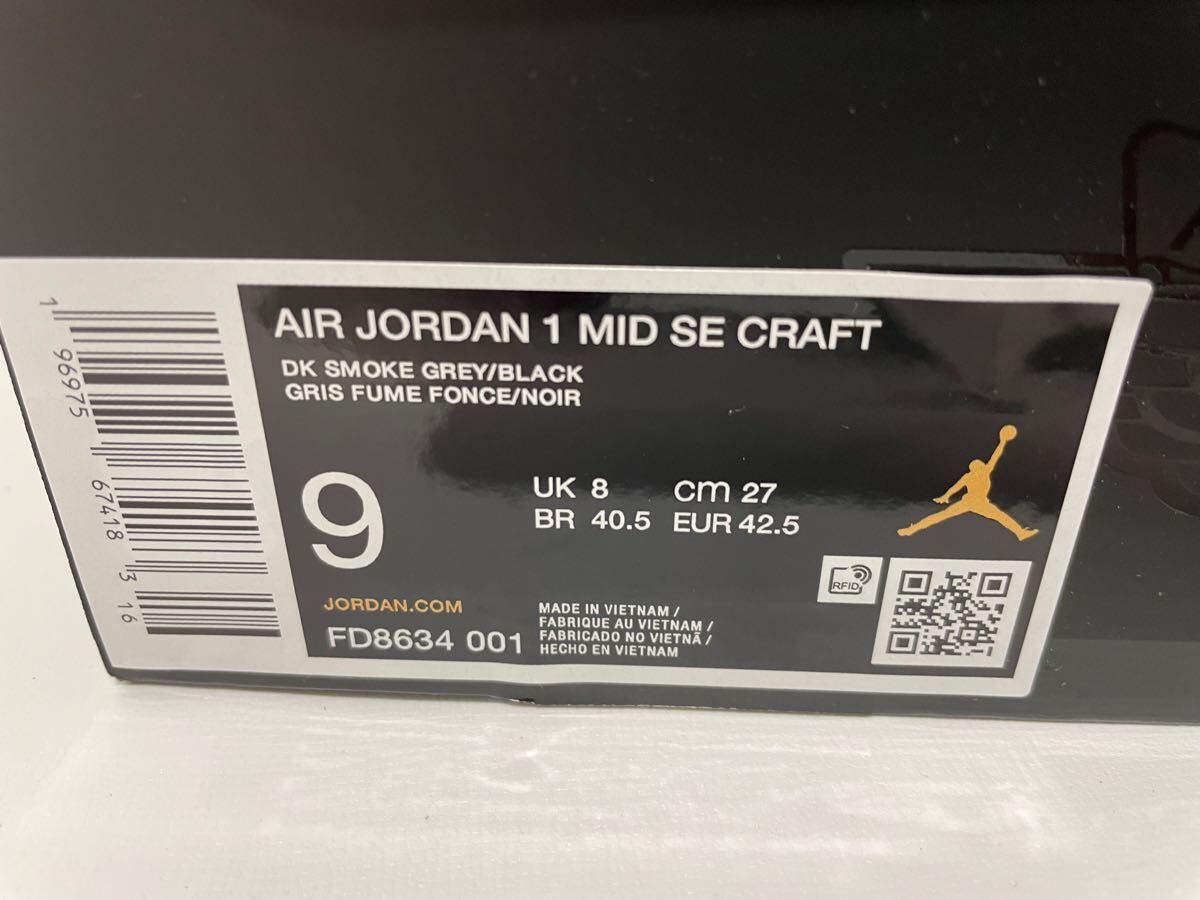 AIR JORDAN 1 MID SE CRAFT
DK SMOKE GREY/BLACK
GRIS FUME FONCE/NOIR
9
UK 8 cm 27
BR 40.5 EUR 42.5
JORDAN.COM
FD8634 001
MADE IN VIETNAM /
FABRIQUE AU VIETNAM /
FABRICADO NO VIETNÃ /
HECHO EN VIETNAM
RFID
1 96975 67418 3 16